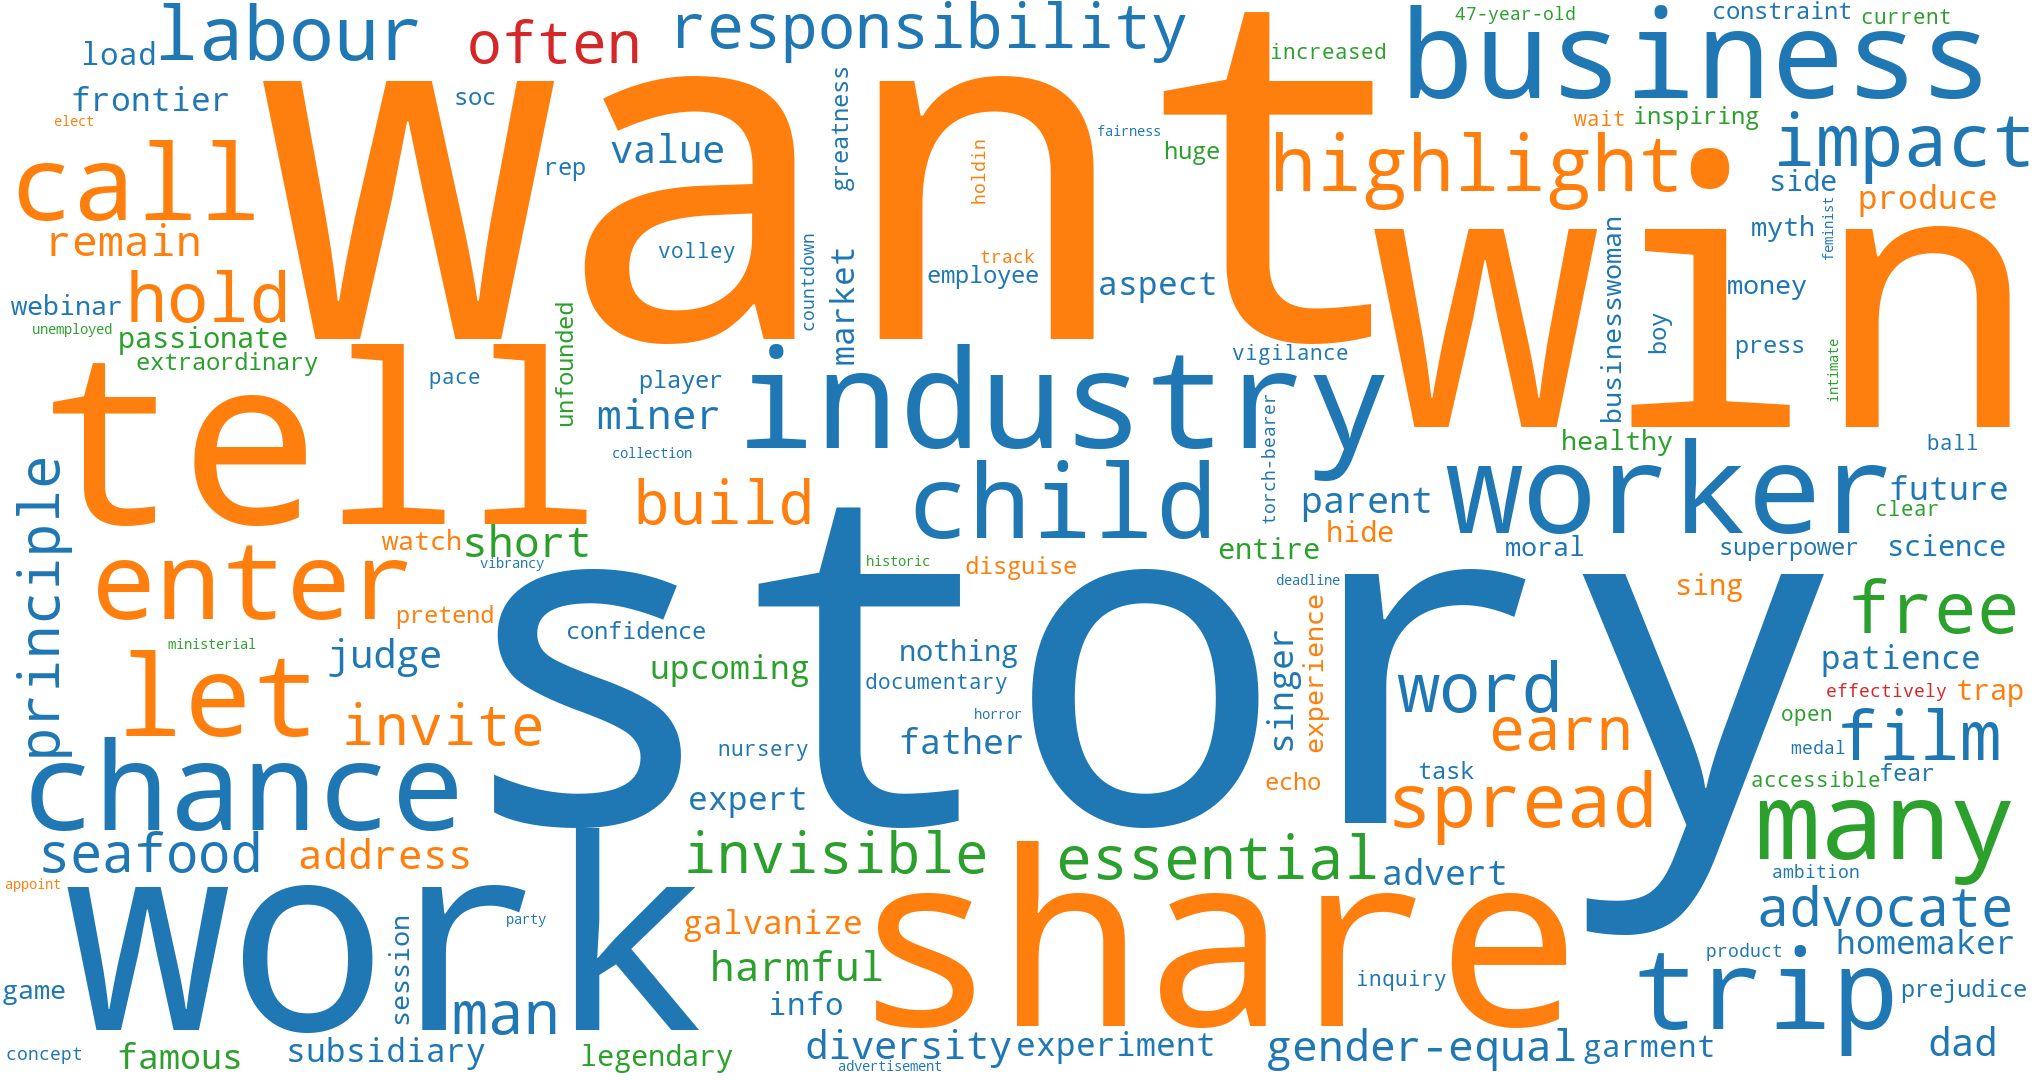 47-year-old
constraint
current
labour
often
responsibility
business
load
increased
frontier
soc
want
elect
greatness
fairness
wait
inspiring
impact
call
rep
value
holdin
huge
highlight
side
produce
remain
volley
countdown
market
track
employee
aspect
win
businesswoman
myth
feminist
money
webinar
hold
unemployed
passionate
extraordinary
unfounded
vigilance
boy
press
intimate
tell
pace
player
miner
industry
collection
torch-bearer
healthy
ball
principle
build
child
parent
worker
future
clear
watch
short
vibrancy
historic
disguise
entire
hide
moral
superpower
science
enter
pretend
story
deadline
sing
free
ministerial
judge
confidence
upcoming
nothing
documentary
singer
experience
word
patience
effectively
trap
let
invite
horror
nursery
father
earn
open
film
medal
chance
expert
echo
task
spread
accessible
fear
many
seafood
address
invisible
essential
advert
ambition
appoint
work
session
party
galvanize
share
advocate
homemaker
harmful
inquiry
product
trip
prejudice
game
man
info
concept
famous
subsidiary
legendary
diversity
advertisement
experiment
gender-equal
garment
dad